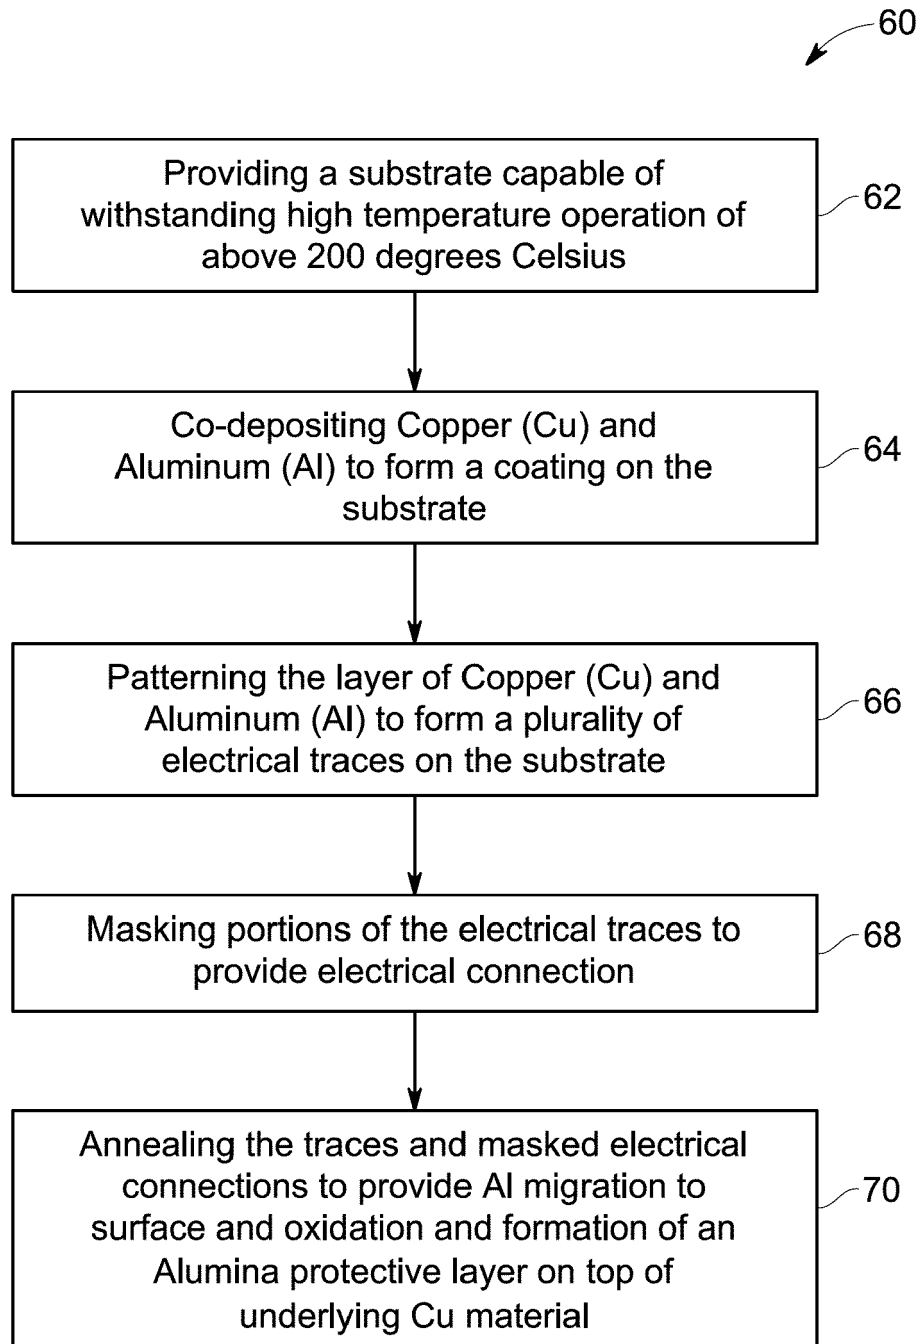 60
Providing a substrate capable of
withstanding high temperature operation of
above 200 degrees Celsius
62
Co-depositing Copper (Cu) and
Aluminum (Al) to form a coating on the
substrate
64
Patterning the layer of Copper (Cu) and
Aluminum (Al) to form a plurality of
electrical traces on the substrate
66
Masking portions of the electrical traces to
provide electrical connection
68
Annealing the traces and masked electrical
connections to provide Al migration to
surface and oxidation and formation of an
Alumina protective layer on top of
underlying Cu material
70